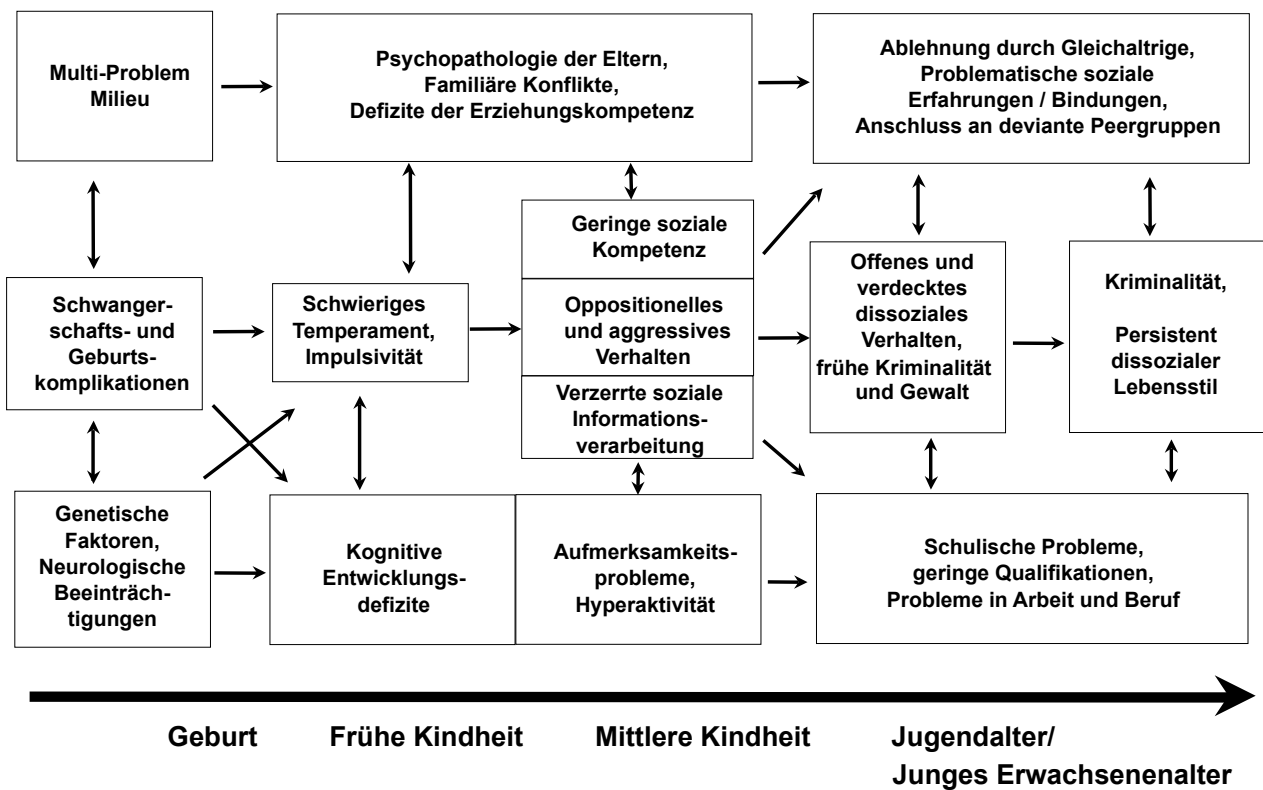 Multi-Problem
Milieu
Psychopathologie der Eltern,
Familiäre Konflikte,
Defizite der Erziehungskompetenz
Ablehnung durch Gleichaltrige,
Problematische soziale
Erfahrungen / Bindungen,
Anschluss an deviante Peergruppen
Schwanger-
schafts- und
Geburts-
komplikationen
Schwieriges
Temperament,
Impulsivität
Geringe soziale
Kompetenz
Oppositionelles
und aggressives
Verhalten
Verzerrte soziale
Informations-
verarbeitung
Offenes und
verdecktes
dissoziales
Verhalten,
frühe Kriminalität
und Gewalt
Kriminalität,
Persistent
dissozialer
Lebensstil
Genetische
Faktoren,
Neurologische
Beeinträch-
tigungen
Kognitive
Entwicklungs-
defizite
Aufmerksamkeits-
probleme,
Hyperaktivität
Schulische Probleme,
geringe Qualifikationen,
Probleme in Arbeit und Beruf
Geburt
Frühe Kindheit
Mittlere Kindheit
Jugendalter/
Junges Erwachsenenalter